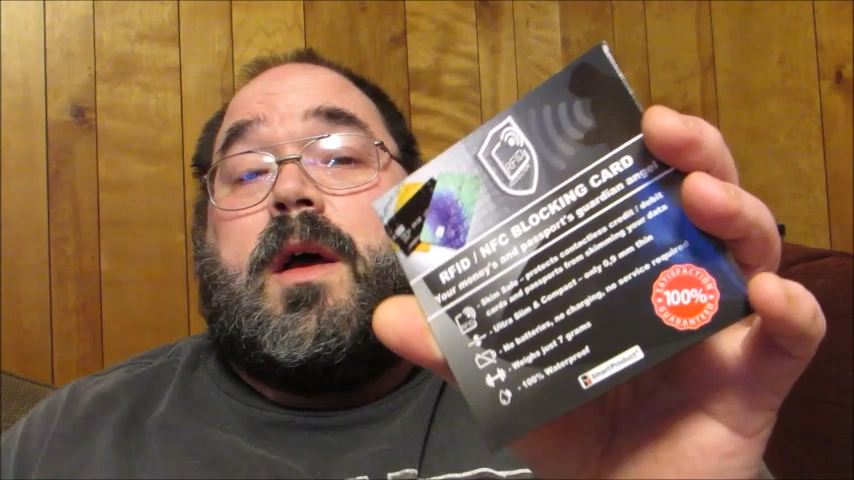 RFID
RFID / NFC BLOCKING CARD
Your money's and passport's guardian angel
- Skim Safe - protects contactless credit / debit
cards and passports from skimming your data
- Ultra Slim & Compact - only 0,9 mm thin
- No batteries, no charging, no service required
- Weighs just 7 grams
- 100% Waterproof
SATISFACTION
100%
GUARANTEED
SmartProduct